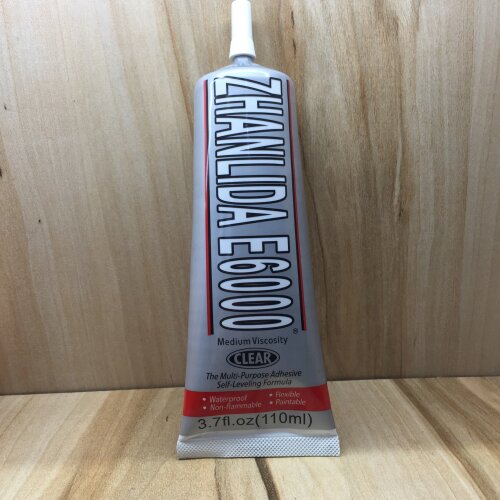 ZHANLIDA E6000
®
Medium Viscosity
CLEAR
The Multi-Purpose Adhesive
Self-Leveling Formula
• Waterproof • Flexible
• Non-flammable • Paintable
3.7fl.oz(110ml)